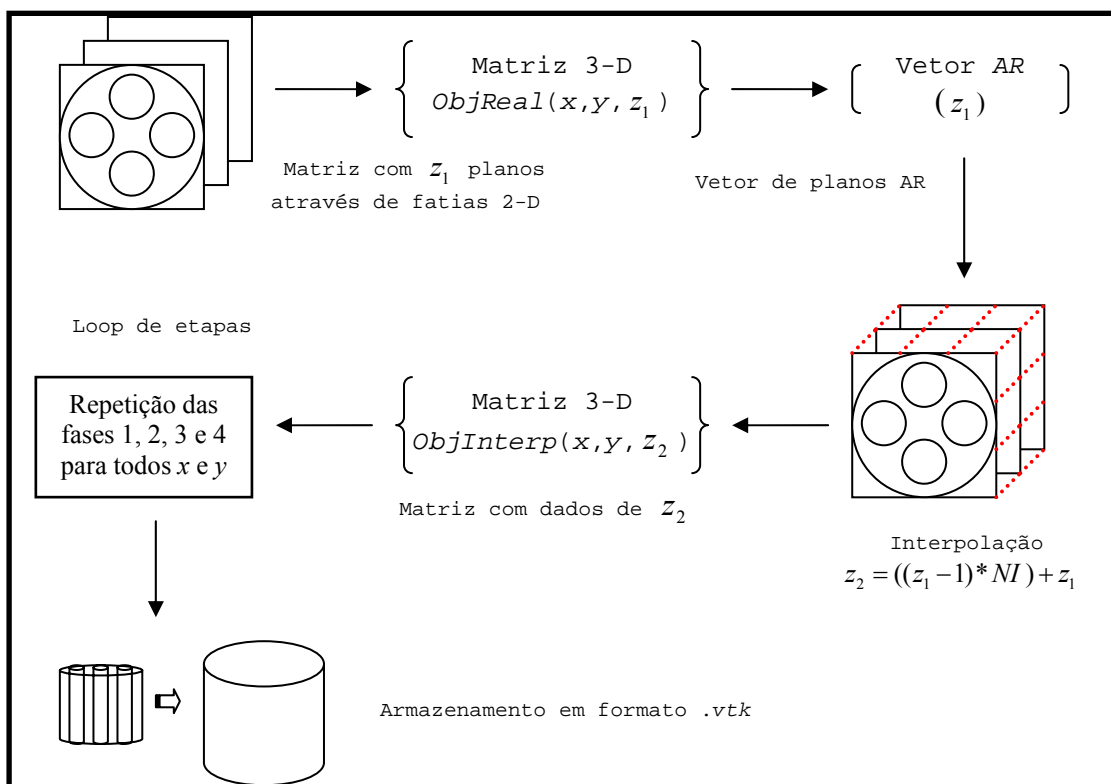 Matriz 3-D
ObjReal(x,y,z₁)
Matriz com z₁ planos
através de fatias 2-D
Vetor AR
(z₁)
Vetor de planos AR
Loop de etapas
Repetição das
fases 1, 2, 3 e 4
para todos x e y
Matriz 3-D
ObjInterp(x,y,z₂)
Matriz com dados de z₂
Interpolação
z₂ = ((z₁ −1)* NI) + z₁
Armazenamento em formato .vtk